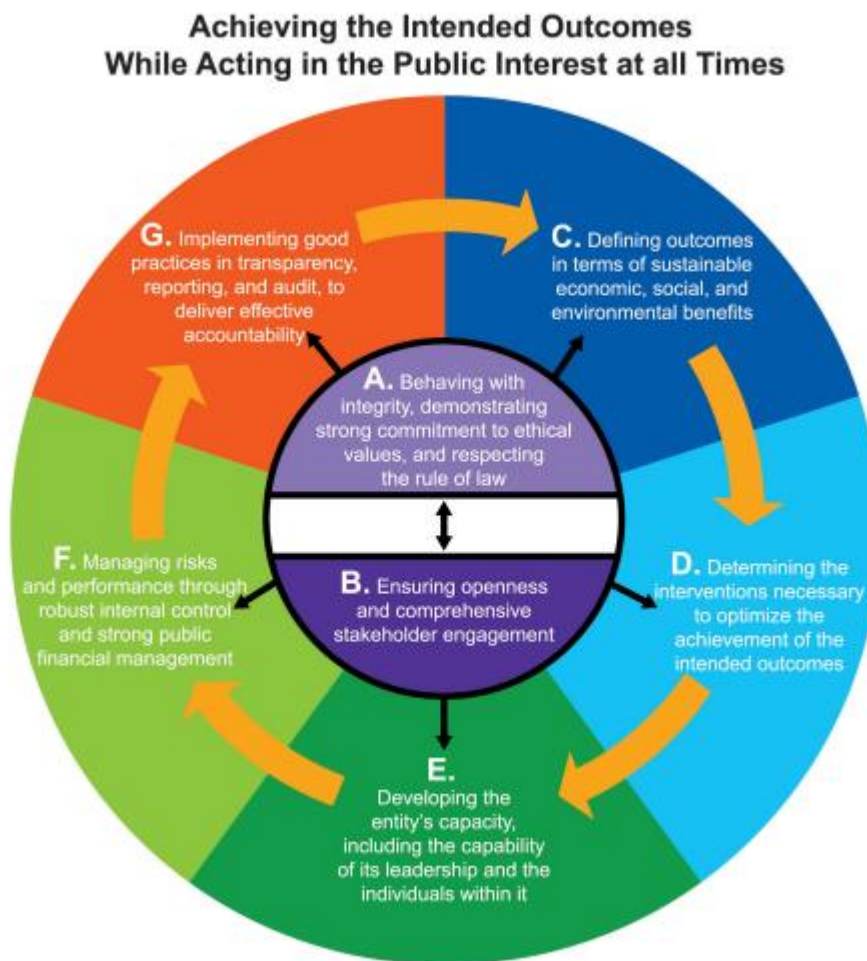 Achieving the Intended Outcomes
While Acting in the Public Interest at all Times
G. Implementing good
practices in transparency,
reporting, and audit, to
deliver effective
accountability
C. Defining outcomes
in terms of sustainable
economic, social, and
environmental benefits
A. Behaving with
integrity, demonstrating
strong commitment to ethical
values, and respecting
the rule of law
B. Ensuring openness
and comprehensive
stakeholder engagement
F. Managing risks
and performance through
robust internal control
and strong public
financial management
D. Determining the
interventions necessary
to optimize the
achievement of the
intended outcomes
E.
Developing the
entity's capacity,
including the capability
of its leadership and the
individuals within it